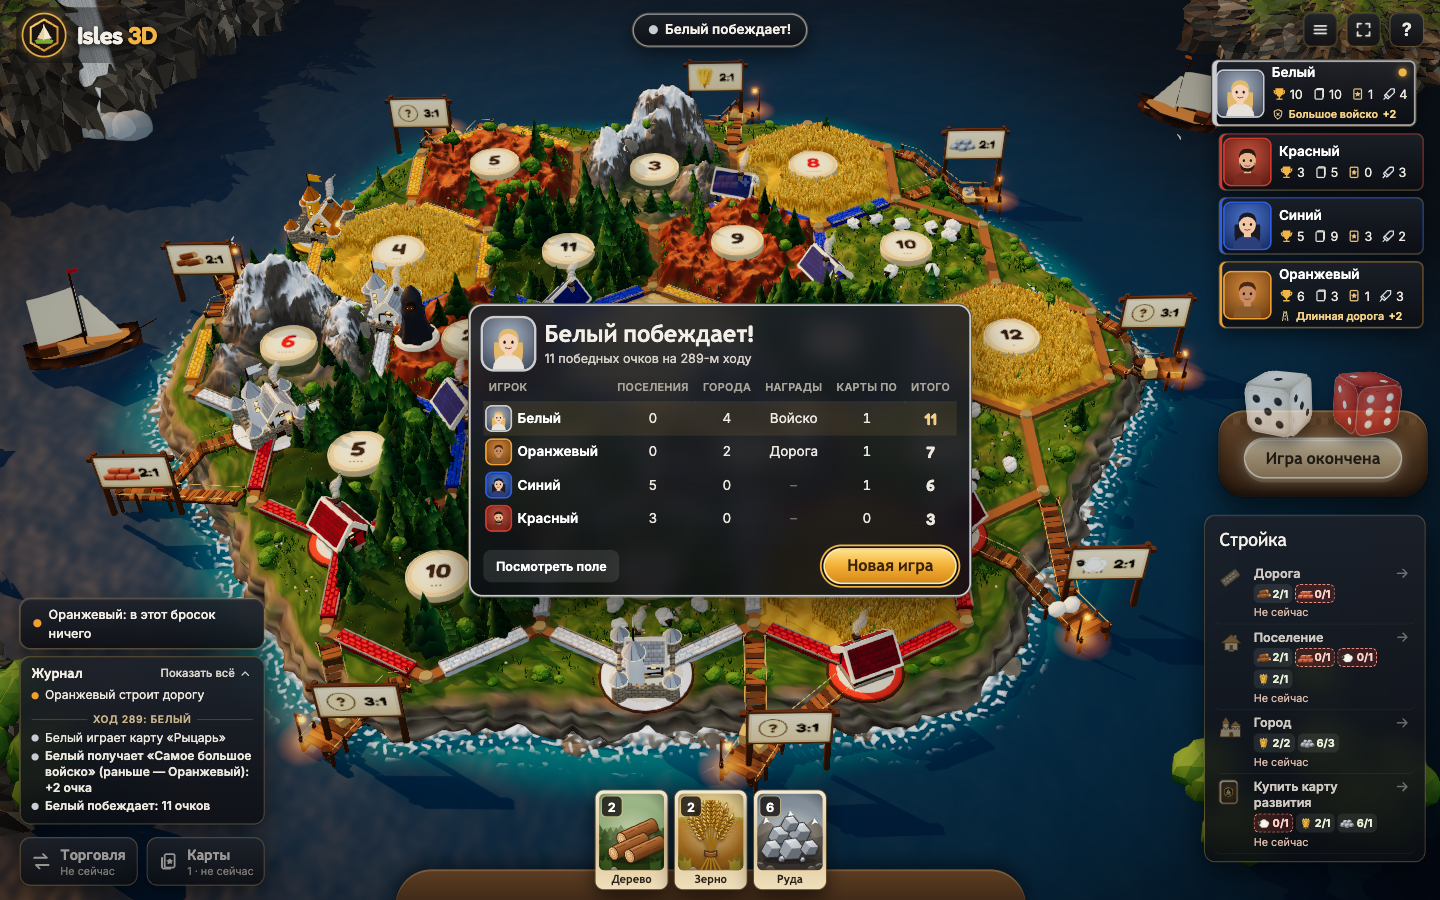 Isles 3D
Белый побеждает!
?
Белый
10 10 1 4
Большое войско +2
Красный
3 5 0 3
Синий
5 9 3 2
Оранжевый
6 3 1 3
Длинная дорога +2
2:1
? 3:1
2:1
2:1
? 3:1
2:1
2:1
? 3:1
? 3:1
5
3
8
4
11
9
10
6
12
5
10
Белый побеждает!
11 победных очков на 289-м ходу
ИГРОК ПОСЕЛЕНИЯ ГОРОДА НАГРАДЫ КАРТЫ ПО ИТОГО
Белый 0 4 Войско 1 11
Оранжевый 0 2 Дорога 1 7
Синий 5 0 – 1 6
Красный 3 0 – 0 3
Посмотреть поле
Новая игра
Игра окончена
Стройка
Дорога
2/1 0/1
Не сейчас
Поселение
2/1 0/1 0/1
2/1
Не сейчас
Город
2/2 6/3
Не сейчас
Купить карту
развития
0/1 2/1 6/1
Не сейчас
Оранжевый: в этот бросок
ничего
Журнал
Показать всё
Оранжевый строит дорогу
ХОД 289: БЕЛЫЙ
Белый играет карту «Рыцарь»
Белый получает «Самое большое
войско» (раньше — Оранжевый):
+2 очка
Белый побеждает: 11 очков
Торговля
Не сейчас
Карты
1 · не сейчас
2
Дерево
2
Зерно
6
Руда